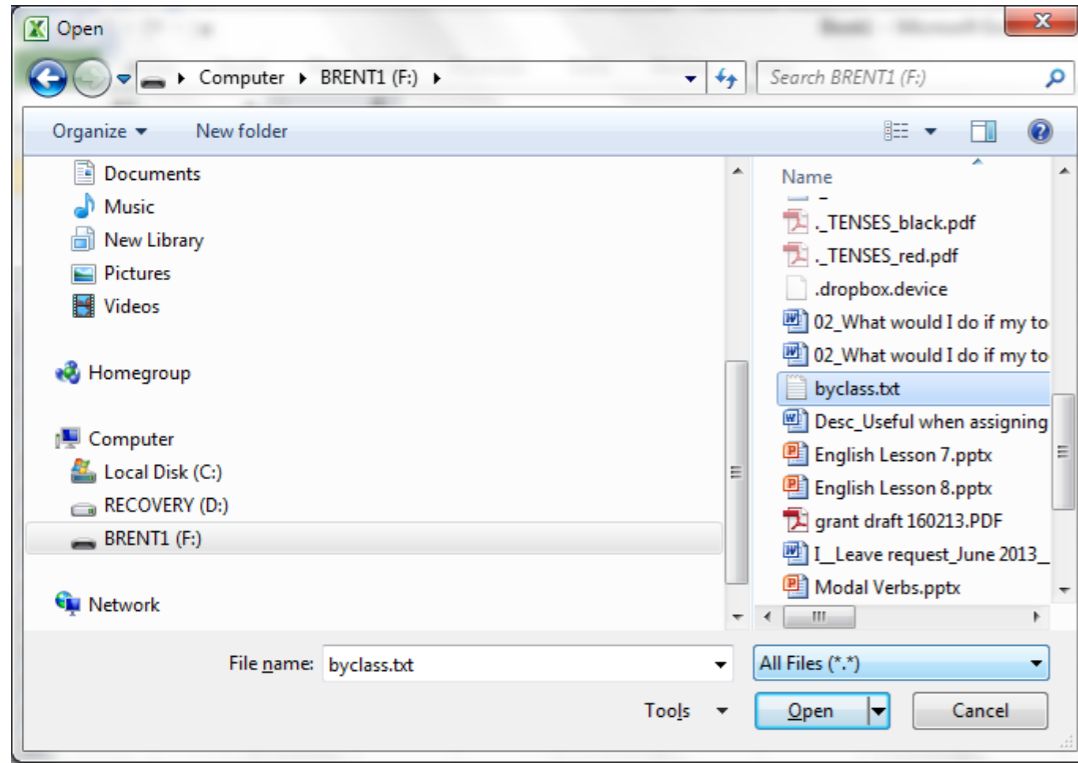 Open
Computer ▸ BRENT1 (F:) ▸
Search BRENT1 (F:)
Organize
New folder
Documents
Music
New Library
Pictures
Videos
Homegroup
Computer
Local Disk (C:)
RECOVERY (D:)
BRENT1 (F:)
Network
Name
._TENSES_black.pdf
._TENSES_red.pdf
.dropbox.device
02_What would I do if my to
02_What would I do if my to
byclass.txt
Desc_Useful when assigning
English Lesson 7.pptx
English Lesson 8.pptx
grant draft 160213.PDF
I__Leave request_June 2013_
Modal Verbs.pptx
File name: byclass.txt
All Files (*.*)
Tools
Open
Cancel